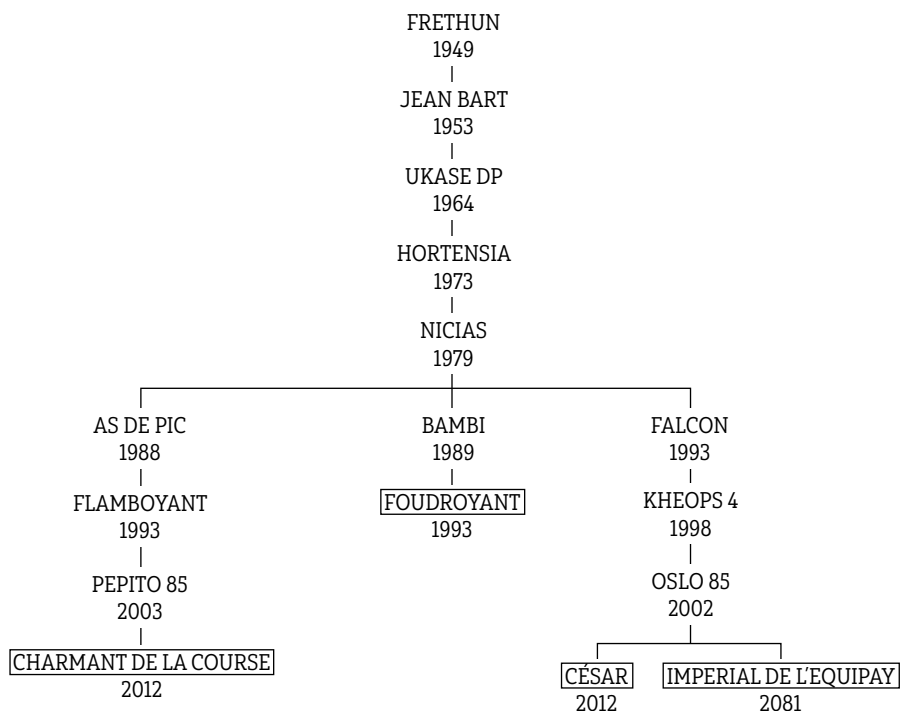 FRETHUN
1949
JEAN BART
1953
UKASE DP
1964
HORTENSIA
1973
NICIAS
1979
AS DE PIC
1988
BAMBI
1989
FALCON
1993
FLAMBOYANT
1993
FOUDROYANT
1993
KHEOPS 4
1998
PEPITO 85
2003
OSLO 85
2002
CHARMANT DE LA COURSE
2012
CÉSAR
2012
IMPERIAL DE L'EQUIPAY
2081